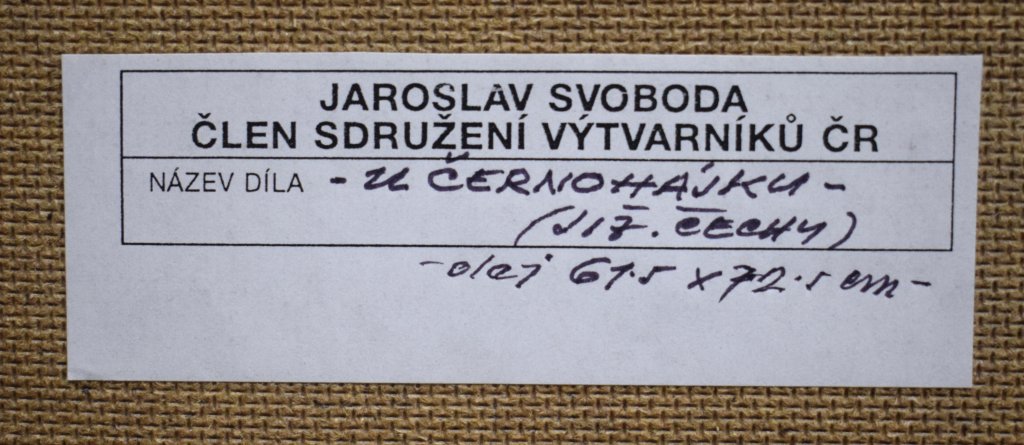 JAROSLAV SVOBODA
ČLEN SDRUŽENÍ VÝTVARNÍKŮ ČR
NÁZEV DÍLA - U ČERNOHÁJKU -
(JIŽ. ČECHY)
- olej 61.5 x 72.5 cm -